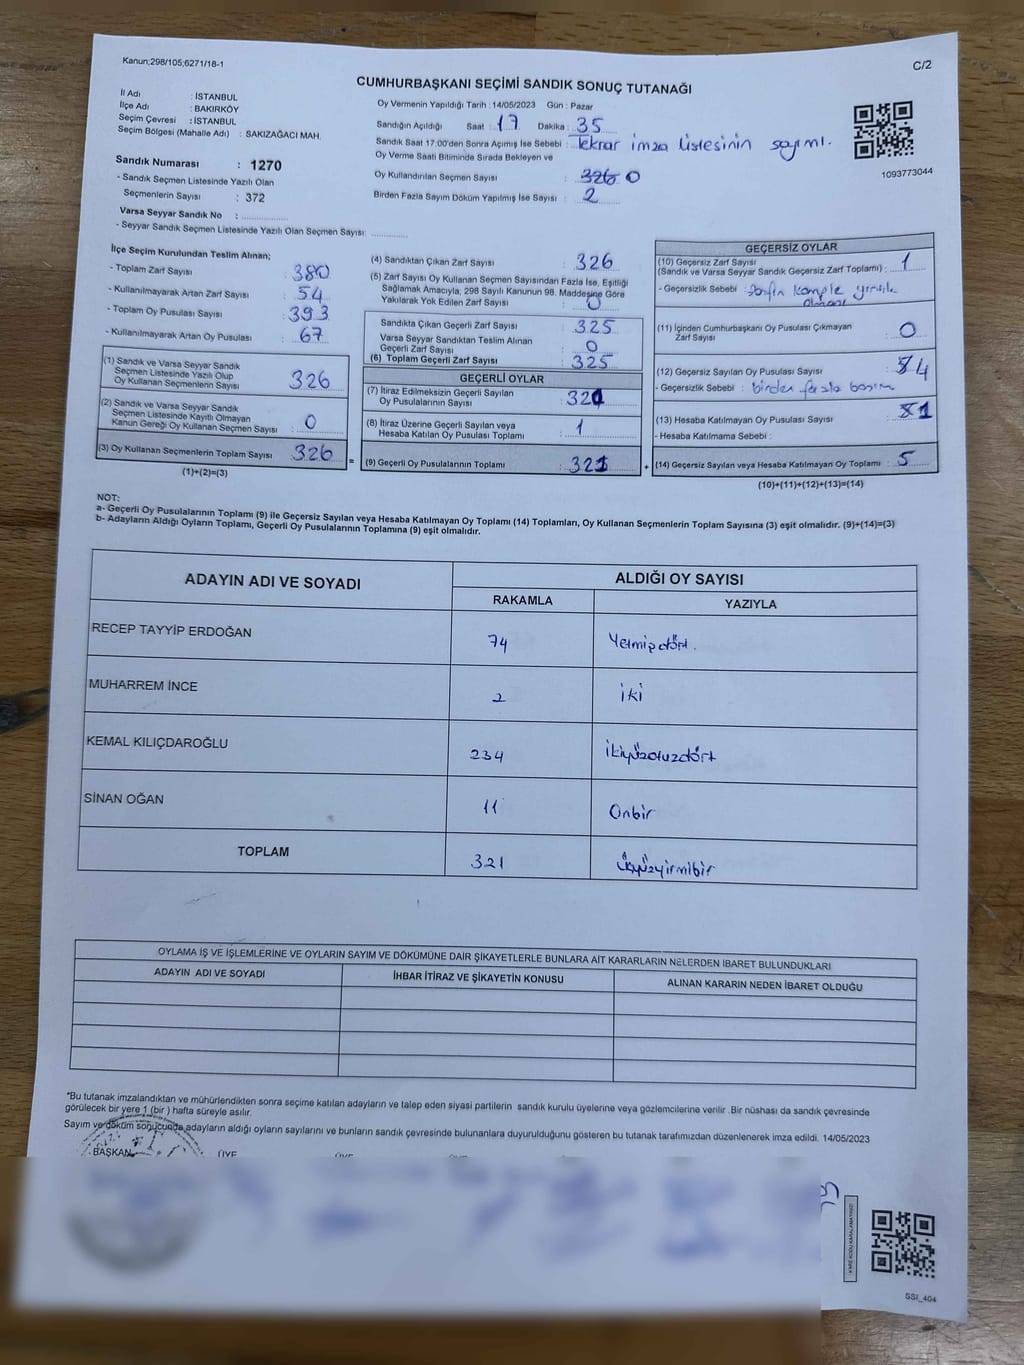 Kanun;298/105;6271/18-1
C/2
CUMHURBAŞKANI SEÇİMİ SANDIK SONUÇ TUTANAĞI
İl Adı : İSTANBUL
İlçe Adı : BAKIRKÖY
Seçim Çevresi : İSTANBUL
Seçim Bölgesi (Mahalle Adı) : SAKIZAĞACI MAH.
Sandık Numarası : 1270
- Sandık Seçmen Listesinde Yazılı Olan
Seçmenlerin Sayısı : 372
Varsa Seyyar Sandık No :
- Seyyar Sandık Seçmen Listesinde Yazılı Olan Seçmen Sayısı:
Oy Vermenin Yapıldığı Tarih : 14/05/2023 Gün : Pazar
Sandığın Açıldığı Saat : 17 Dakika : 35
Sandık Saat 17:00'den Sonra Açımış İse Sebebi : Tekrar imza listesinin sayımı.
Oy Verme Saati Bitiminde Sırada Bekleyen ve
Oy Kullandırılan Seçmen Sayısı : 326 0
Birden Fazla Sayım Döküm Yapılmış İse Sayısı : 2
1093773044
İlçe Seçim Kurulundan Teslim Alınan;
- Toplam Zarf Sayısı : 380
- Kullanılmayarak Artan Zarf Sayısı : 54
- Toplam Oy Pusulası Sayısı : 393
- Kullanılmayarak Artan Oy Pusulası : 67
(1) Sandık ve Varsa Seyyar Sandık
Seçmen Listesinde Yazılı Olup
Oy Kullanan Seçmenlerin Sayısı : 326
(2) Sandık ve Varsa Seyyar Sandık
Seçmen Listesinde Kayıtlı Olmayan
Kanun Gereği Oy Kullanan Seçmen Sayısı : 0
(3) Oy Kullanan Seçmenlerin Toplam Sayısı : 326
(1)+(2)=(3)
=
(4) Sandıktan Çıkan Zarf Sayısı : 326
(5) Zarf Sayısı Oy Kullanan Seçmen Sayısından Fazla İse, Eşitliği
Sağlamak Amacıyla, 298 Sayılı Kanunun 98. Maddesine Göre
Yakılarak Yok Edilen Zarf Sayısı : 0
Sandıkta Çıkan Geçerli Zarf Sayısı : 325
Varsa Seyyar Sandıktan Teslim Alınan
Geçerli Zarf Sayısı : 0
(6) Toplam Geçerli Zarf Sayısı : 325
GEÇERLİ OYLAR
(7) İtiraz Edilmeksizin Geçerli Sayılan
Oy Pusulalarının Sayısı :
(8) İtiraz Üzerine Geçerli Sayılan veya
Hesaba Katılan Oy Pusulası Toplamı : 1
(9) Geçerli Oy Pusulalarının Toplamı : 321
+
GEÇERSİZ OYLAR
(10) Geçersiz Zarf Sayısı
(Sandık ve Varsa Seyyar Sandık Geçersiz Zarf Toplamı) : 1
- Geçersizlik Sebebi : Zarfın komple yırtık
olması
(11) İçinden Cumhurbaşkanı Oy Pusulası Çıkmayan
Zarf Sayısı : 0
(12) Geçersiz Sayılan Oy Pusulası Sayısı : 4
- Geçersizlik Sebebi : birden fazla basım
(13) Hesaba Katılmayan Oy Pusulası Sayısı :
- Hesaba Katılmama Sebebi :
(14) Geçersiz Sayılan veya Hesaba Katılmayan Oy Toplamı : 5
(10)+(11)+(12)+(13)=(14)
NOT:
a- Geçerli Oy Pusulalarının Toplamı (9) ile Geçersiz Sayılan veya Hesaba Katılmayan Oy Toplamı (14) Toplamları, Oy Kullanan Seçmenlerin Toplam Sayısına (3) eşit olmalıdır. (9)+(14)=(3)
b- Adayların Aldığı Oyların Toplamı, Geçerli Oy Pusulalarının Toplamına (9) eşit olmalıdır.
ADAYIN ADI VE SOYADI
ALDIĞI OY SAYISI
RAKAMLA YAZIYLA
RECEP TAYYİP ERDOĞAN 74 Yetmişdört.
MUHARREM İNCE 2 iki
KEMAL KILIÇDAROĞLU 234 ikiyüzotuzdört
SİNAN OĞAN 11 Onbir
TOPLAM 321 üçyüzyirmibir
OYLAMA İŞ VE İŞLEMLERİNE VE OYLARIN SAYIM VE DÖKÜMÜNE DAİR ŞİKAYETLERLE BUNLARA AİT KARARLARIN NELERDEN İBARET BULUNDUKLARI
ADAYIN ADI VE SOYADI İHBAR İTİRAZ VE ŞİKAYETİN KONUSU ALINAN KARARIN NEDEN İBARET OLDUĞU
*Bu tutanak imzalandıktan ve mühürlendikten sonra seçime katılan adayların ve talep eden siyasi partilerin sandık kurulu üyelerine veya gözlemcilerine verilir .Bir nüshası da sandık çevresinde
görülecek bir yere 1 (bir ) hafta süreyle asılır.
Sayım ve döküm sonucunda adayların aldığı oyların sayılarını ve bunların sandık çevresinde bulunanlara duyurulduğunu gösteren bu tutanak tarafımızdan düzenlenerek imza edildi. 14/05/2023
BAŞKAN ÜYE
SSI_404